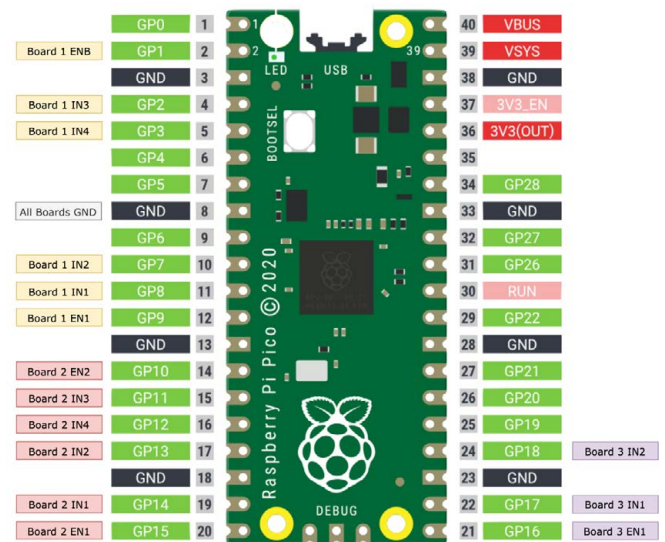 GP0 1 1 40 VBUS
Board 1 ENB GP1 2 2 39 39 VSYS
GND 3 LED USB 38 GND
Board 1 IN3 GP2 4 37 3V3_EN
Board 1 IN4 GP3 5 BOOTSEL 36 3V3(OUT)
GP4 6 35
GP5 7 34 GP28
All Boards GND GND 8 33 GND
GP6 9 32 GP27
Board 1 IN2 GP7 10 31 GP26
Board 1 IN1 GP8 11 30 RUN
Board 1 EN1 GP9 12 29 GP22
GND 13 28 GND
Board 2 EN2 GP10 14 27 GP21
Board 2 IN3 GP11 15 26 GP20
Board 2 IN4 GP12 16 25 GP19
Board 2 IN2 GP13 17 24 GP18 Board 3 IN2
GND 18 23 GND
Board 2 IN1 GP14 19 22 GP17 Board 3 IN1
Board 2 EN1 GP15 20 21 GP16 Board 3 EN1
Raspberry Pi Pico ©2020
DEBUG